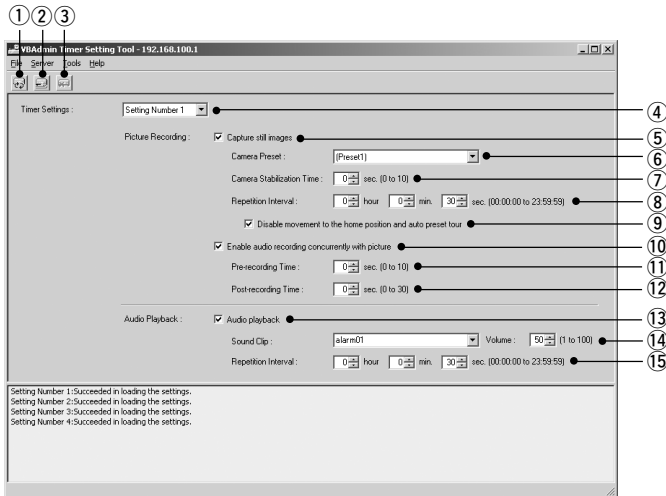 ① ② ③
VBAdmin Timer Setting Tool - 192.168.100.1
File Server Tools Help
Timer Settings : Setting Number 1 ④
Picture Recording : Capture still images ⑤
Camera Preset : (Preset1) ⑥
Camera Stabilization Time : 0 sec. (0 to 10) ⑦
Repetition Interval : 0 hour 0 min. 30 sec. (00:00:00 to 23:59:59) ⑧
Disable movement to the home position and auto preset tour ⑨
Enable audio recording concurrently with picture ⑩
Pre-recording Time : 0 sec. (0 to 10) ⑪
Post-recording Time : 0 sec. (0 to 30) ⑫
Audio Playback : Audio playback ⑬
Sound Clip : alarm01 Volume : 50 (1 to 100) ⑭
Repetition Interval : 0 hour 0 min. 30 sec. (00:00:00 to 23:59:59) ⑮
Setting Number 1:Succeeded in loading the settings.
Setting Number 2:Succeeded in loading the settings.
Setting Number 3:Succeeded in loading the settings.
Setting Number 4:Succeeded in loading the settings.